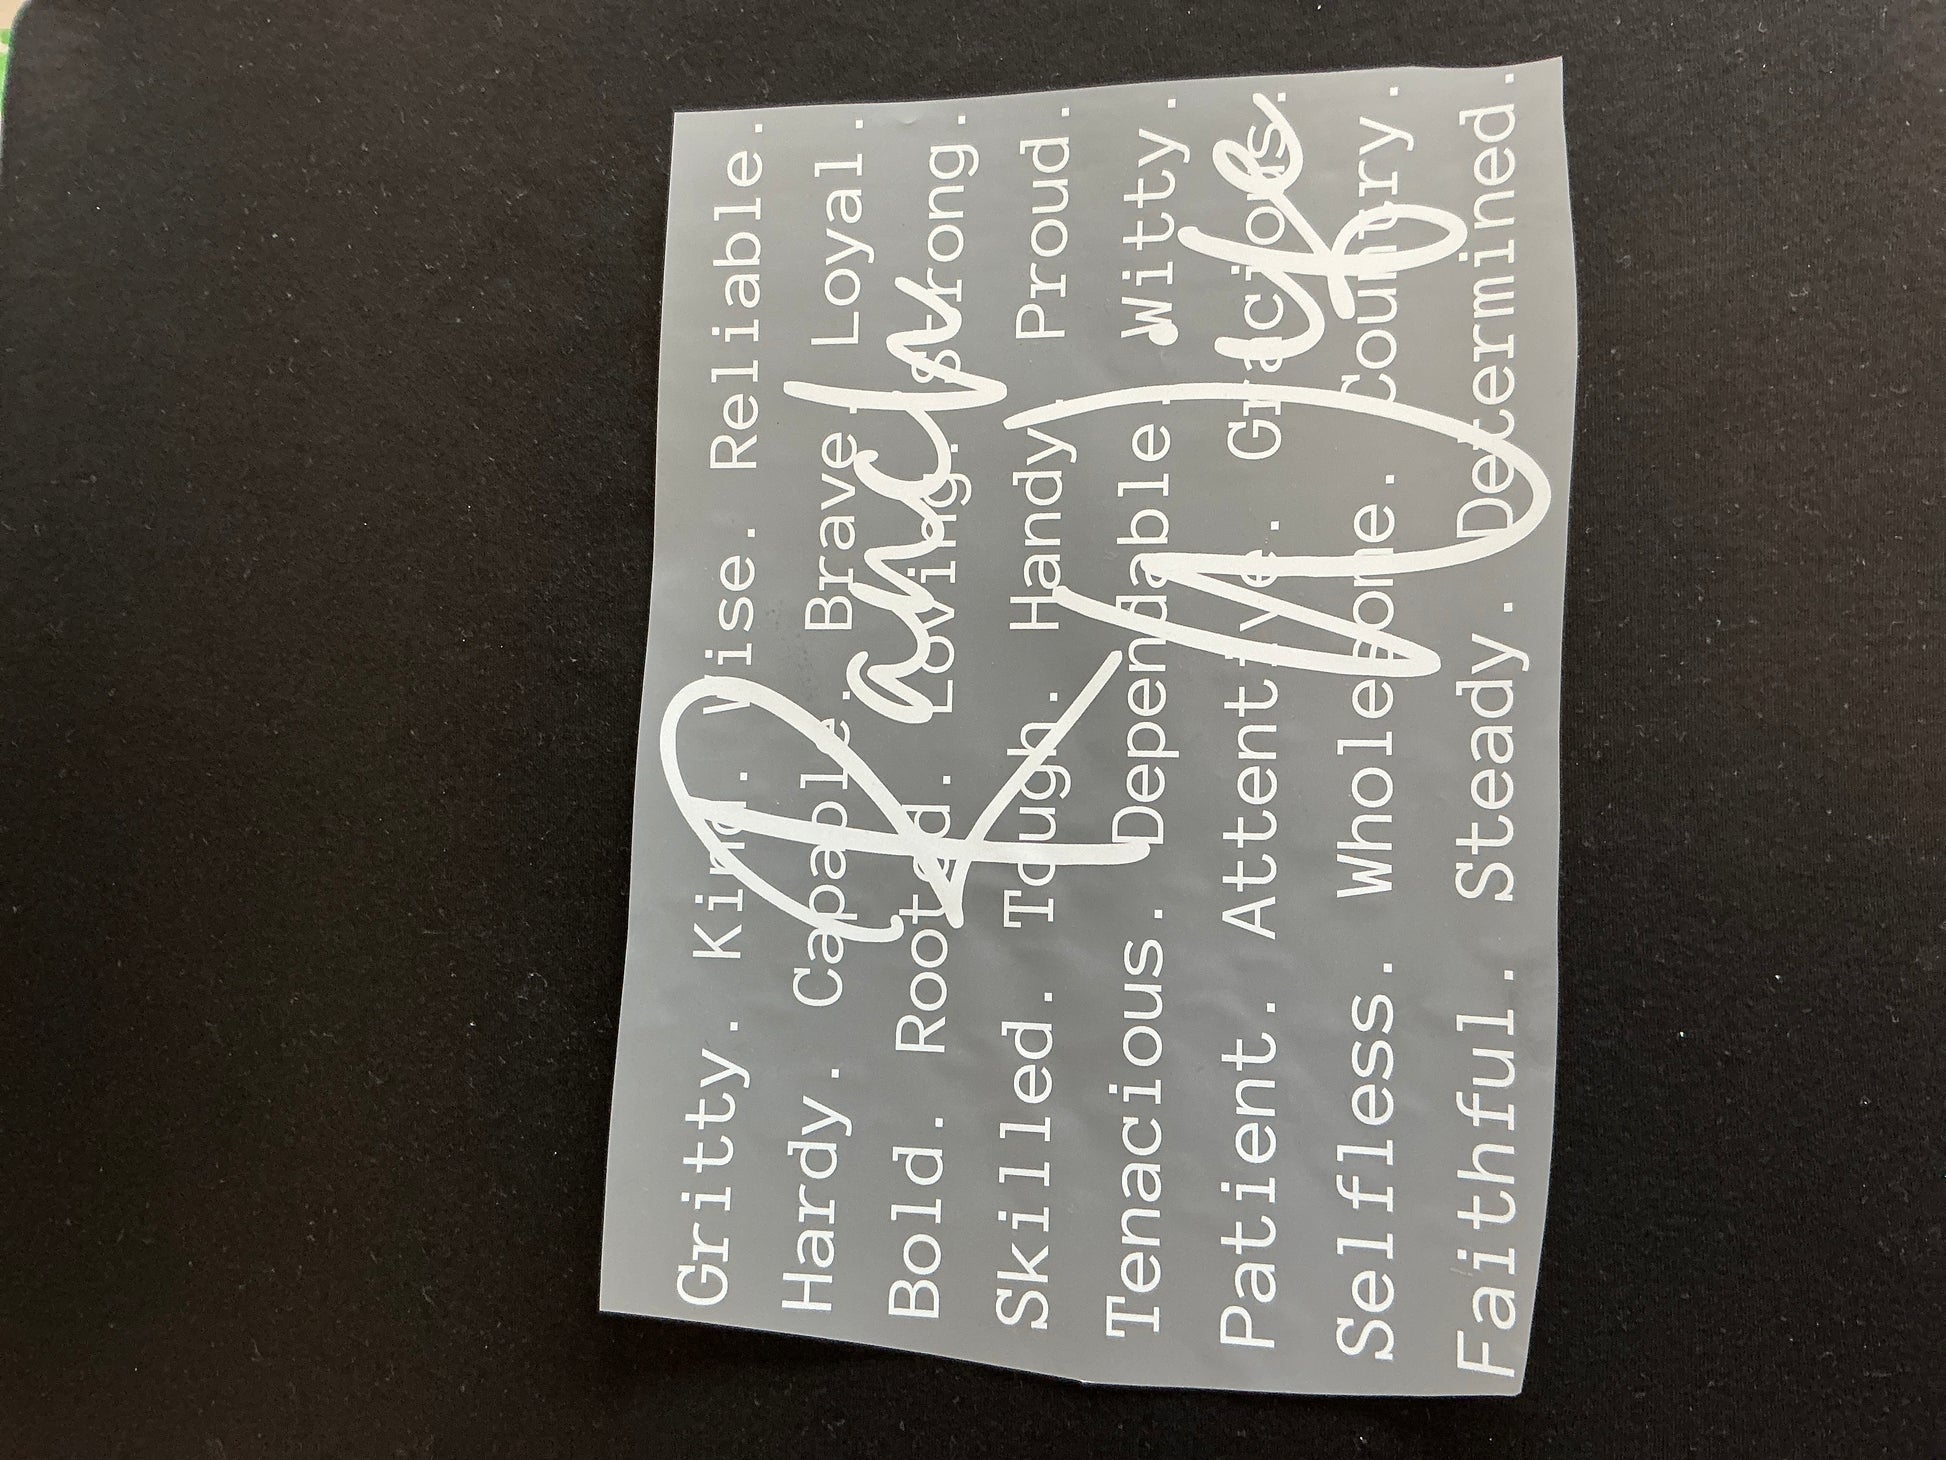 Gritty. Kind. Wise. Reliable.
Hardy. Capable. Brave. Loyal.
Bold. Rooted. Loving. Strong.
Skilled. Tough. Handy. Proud.
Tenacious. Dependable. Witty.
Patient. Attentive. Gracious.
Selfless. Wholesome. Country.
Faithful. Steady. Determined.
Ranch
Wife